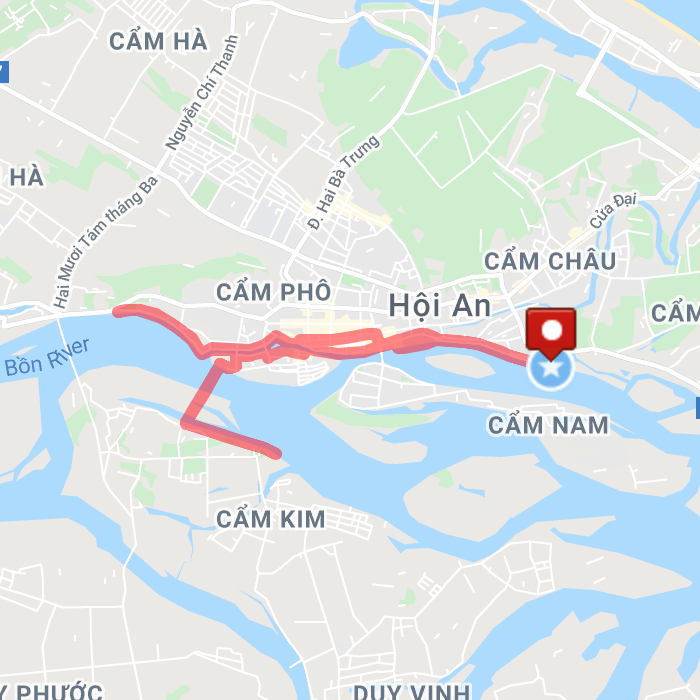 CẨM HÀ
Nguyễn Chí Thanh
7
HÀ
Hai Mươi Tám tháng Ba
Đ. Hai Bà Trưng
Cửa Đại
CẨM CHÂU
CẨM PHÔ
Hội An
CẨM
Bồn River
CẨM NAM
CẨM KIM
Y PHƯỚC
DUY VINH